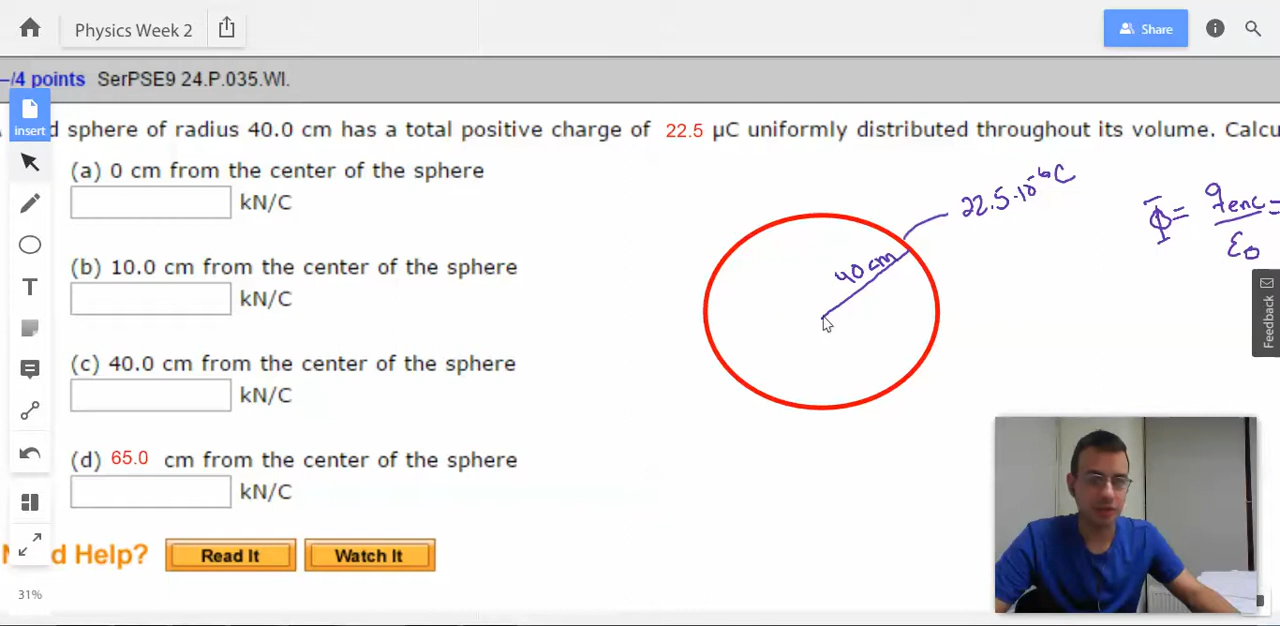 Physics Week 2
Share
–/4 points SerPSE9 24.P.035.WI.
insert
d sphere of radius 40.0 cm has a total positive charge of 22.5 μC uniformly distributed throughout its volume. Calcu
(a) 0 cm from the center of the sphere
kN/C
22.5·10⁻⁶C
Φ = qenc =
ε0
40 cm
(b) 10.0 cm from the center of the sphere
kN/C
Feedback
(c) 40.0 cm from the center of the sphere
kN/C
(d) 65.0 cm from the center of the sphere
kN/C
d Help? Read It Watch It
31%
T